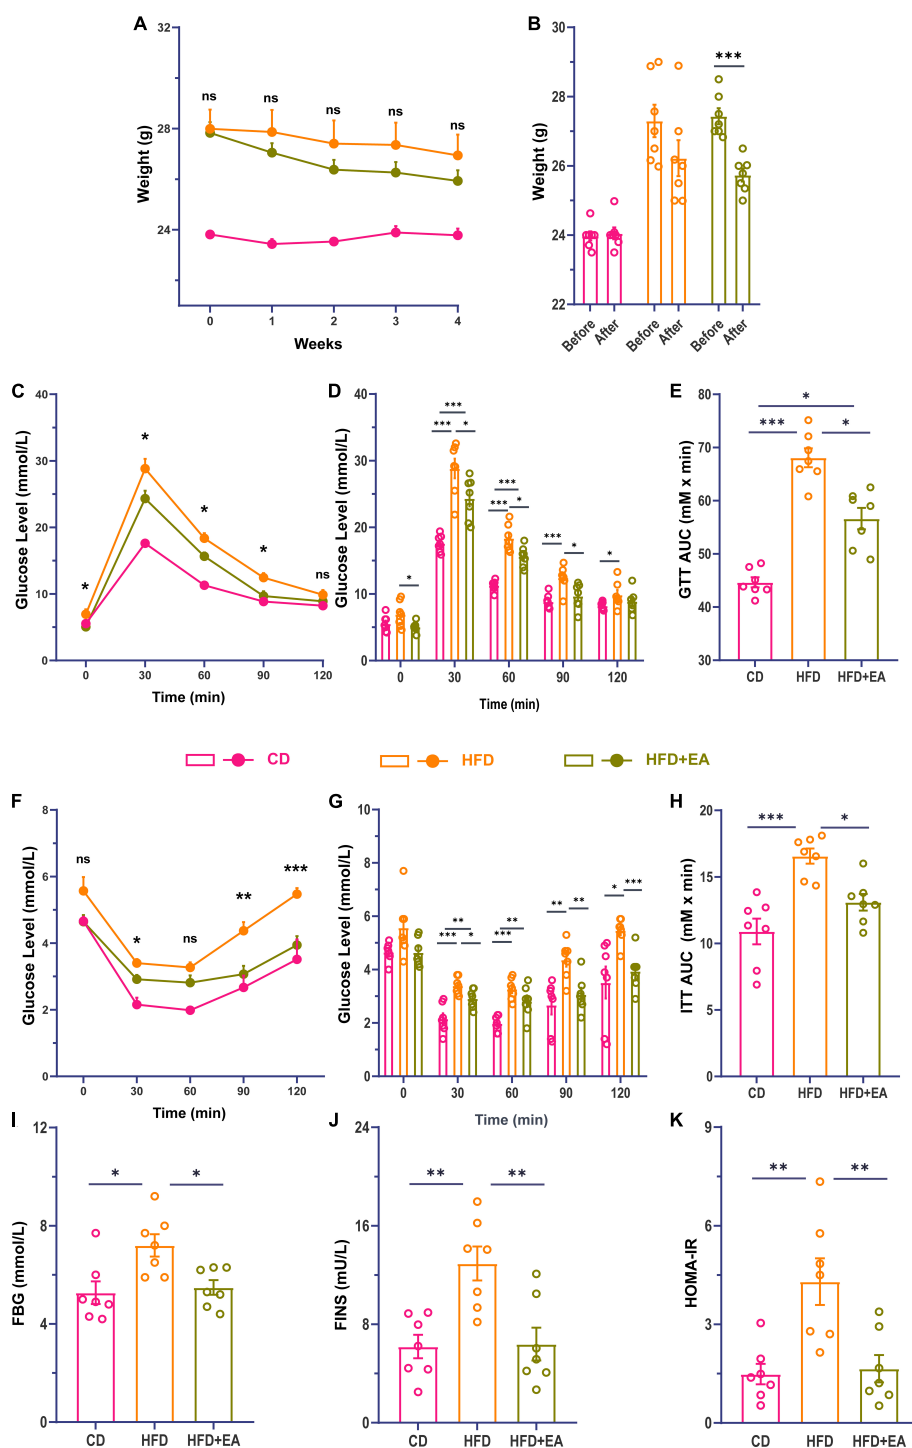 A
Weight (g)
32
28
24
ns ns ns ns ns
0 1 2 3 4
Weeks
B
Weight (g)
30
28
26
24
22
***
Before After Before After Before After
C
Glucose Level (mmol/L)
40
30
20
10
0
* * * * ns
0 30 60 90 120
Time (min)
D
Glucose Level (mmol/L)
40
30
20
10
0
*
***
*** *
***
*** *
*** *
*
0 30 60 90 120
Time (min)
E
GTT AUC (mM x min)
80
70
60
50
40
30
*
*** *
CD HFD HFD+EA
CD HFD HFD+EA
F
Glucose Level (mmol/L)
8
6
4
2
0
ns * ns ** ***
0 30 60 90 120
Time (min)
G
Glucose Level (mmol/L)
10
8
6
4
2
0
**
*** *
**
***
** **
* ***
0 30 60 90 120
Time (min)
H
ITT AUC (mM x min)
20
15
10
5
0
*** *
CD HFD HFD+EA
I
FBG (mmol/L)
12
8
4
0
* *
CD HFD HFD+EA
J
FINS (mU/L)
24
16
8
0
** **
CD HFD HFD+EA
K
HOMA-IR
9
6
3
0
** **
CD HFD HFD+EA